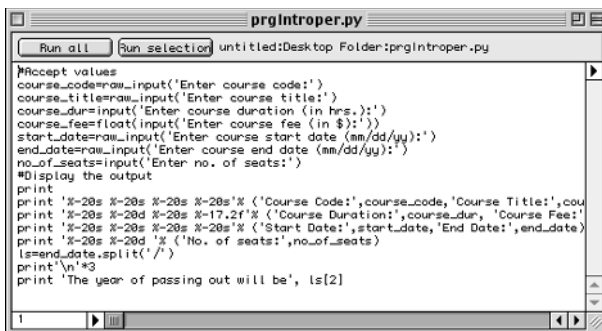 prgIntroper.py
Run all Run selection untitled:Desktop Folder:prgIntroper.py
#Accept values
course_code=raw_input('Enter course code:')
course_title=raw_input('Enter course title:')
course_dur=input('Enter course duration (in hrs.):')
course_fee=float(input('Enter course fee (in $):'))
start_date=raw_input('Enter course start date (mm/dd/yy):')
end_date=raw_input('Enter course end date (mm/dd/yy):')
no_of_seats=input('Enter no. of seats:')
#Display the output
print
print '%-20s %-20s %-20s %-20s'% ('Course Code:',course_code,'Course Title:',cou
print '%-20s %-20d %-20s %-17.2f'% ('Course Duration:',course_dur, 'Course Fee:'
print '%-20s %-20s %-20s %-20s'% ('Start Date:',start_date,'End Date:',end_date)
print '%-20s %-20d '% ('No. of seats:',no_of_seats)
ls=end_date.split('/')
print'\n'*3
print 'The year of passing out will be', ls[2]
1